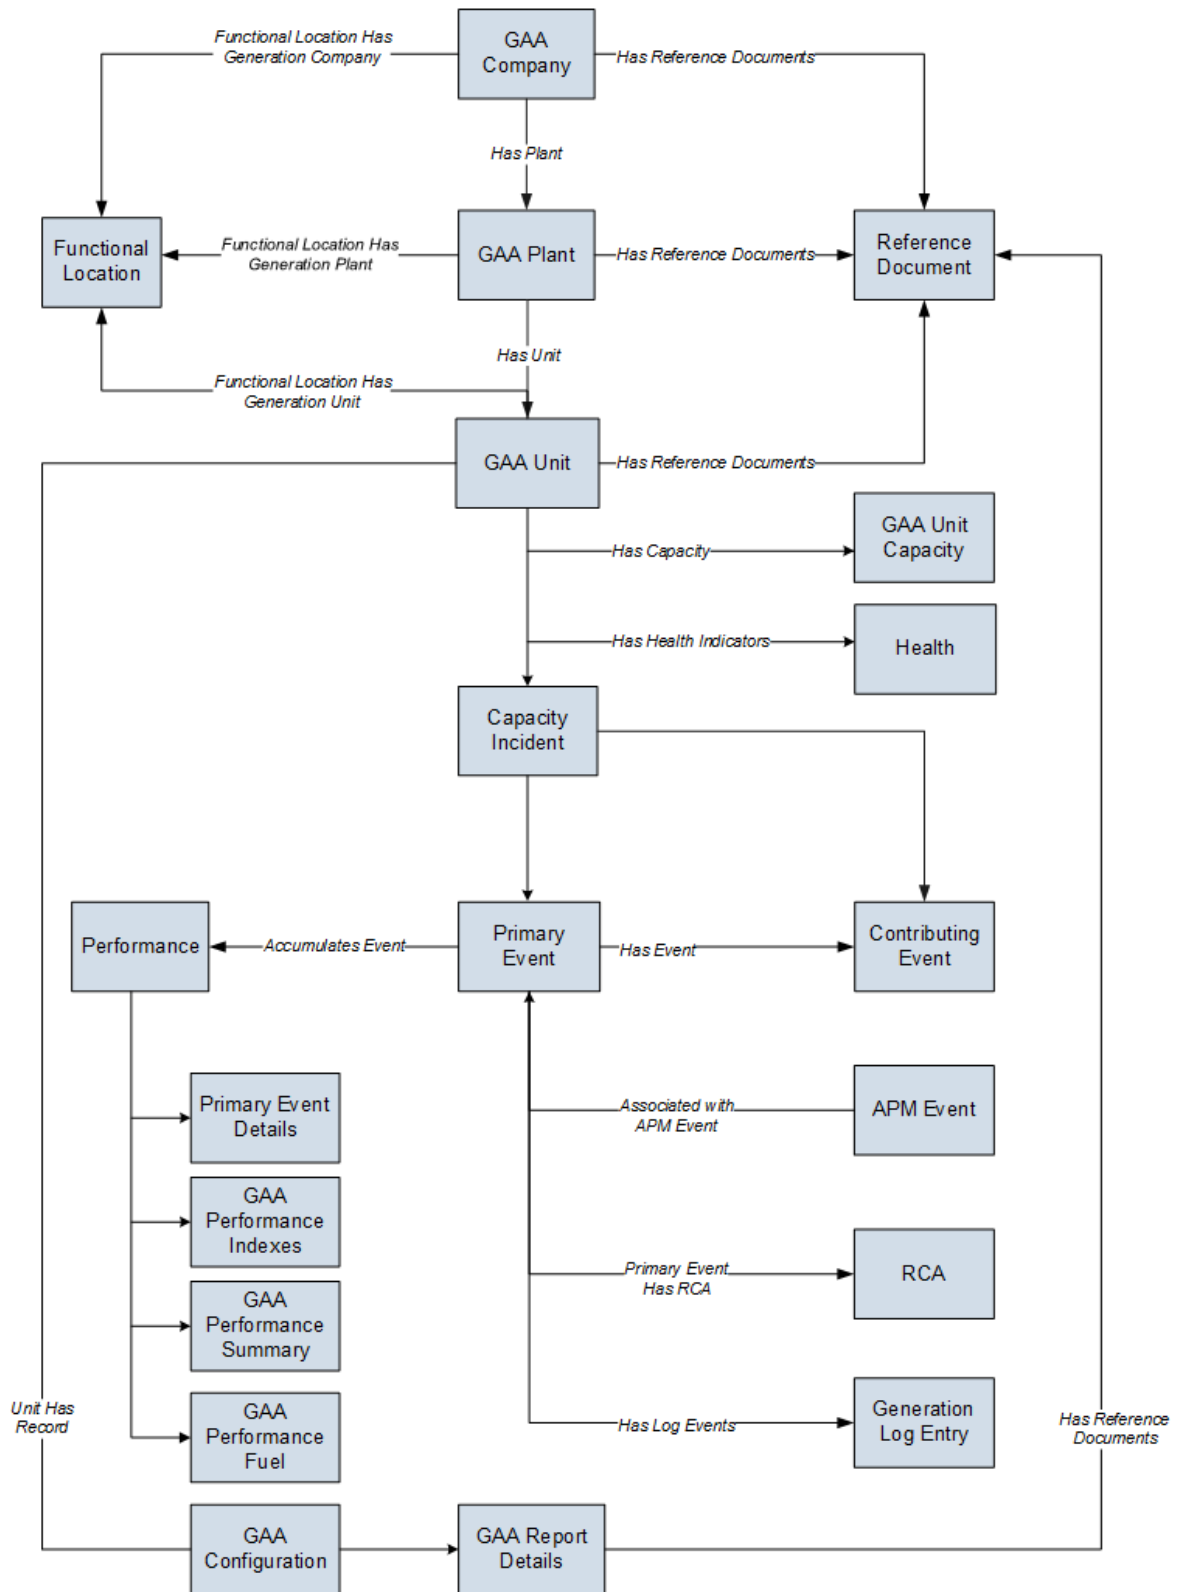 Functional Location Has
Generation Company
GAA
Company
Has Reference Documents
Has Plant
Functional
Location
Functional Location Has
Generation Plant
GAA Plant
Has Reference Documents
Reference
Document
Has Unit
Functional Location Has
Generation Unit
GAA Unit
Has Reference Documents
GAA Unit
Capacity
Has Capacity
Has Health Indicators
Health
Capacity
Incident
Performance
Accumulates Event
Primary
Event
Has Event
Contributing
Event
Primary Event
Details
Associated with
APM Event
APM Event
GAA
Performance
Indexes
Primary Event
Has RCA
RCA
GAA
Performance
Summary
Unit Has
Record
GAA
Performance
Fuel
Has Log Events
Generation
Log Entry
Has Reference
Documents
GAA
Configuration
GAA Report
Details